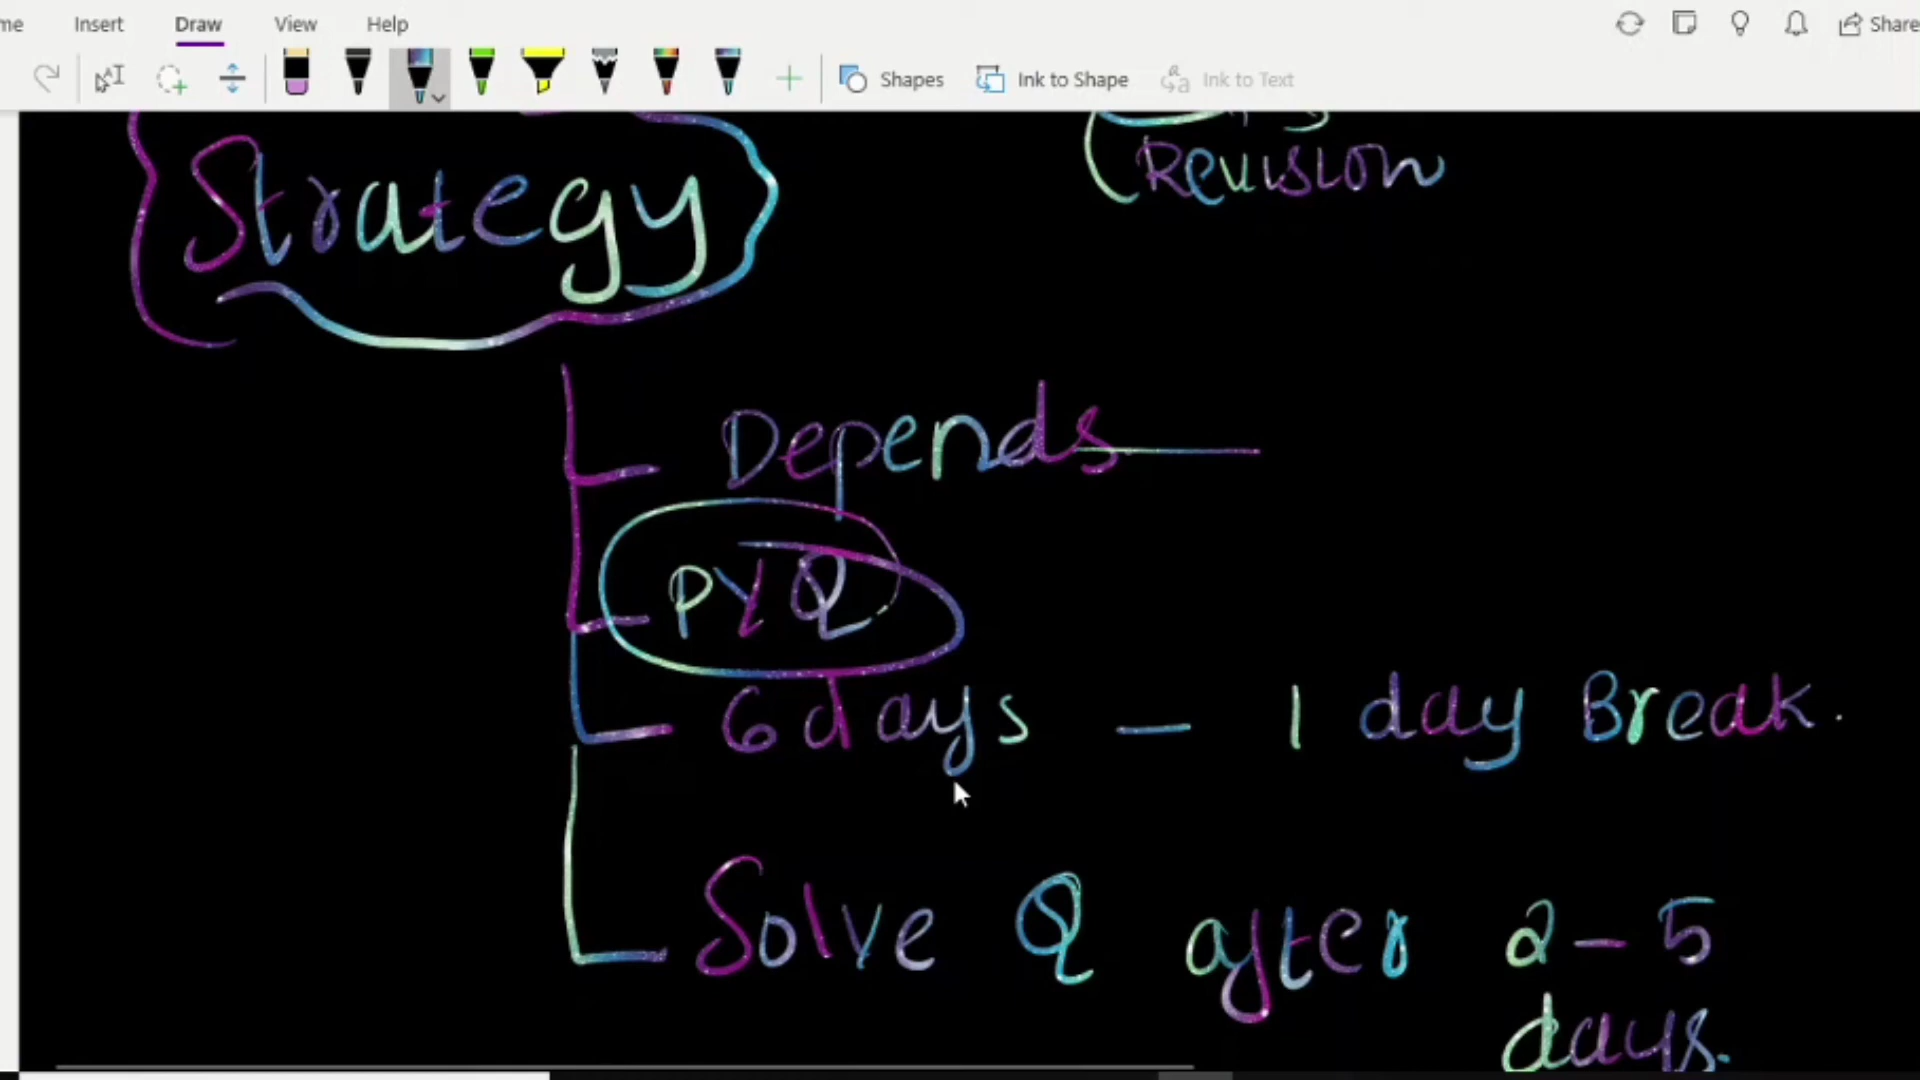 Insert Draw View Help Share
Shapes Ink to Shape Ink to Text
Strategy
Revision
Depends
PYQ
6 days - 1 day Break.
Solve Q after 2-5
days.